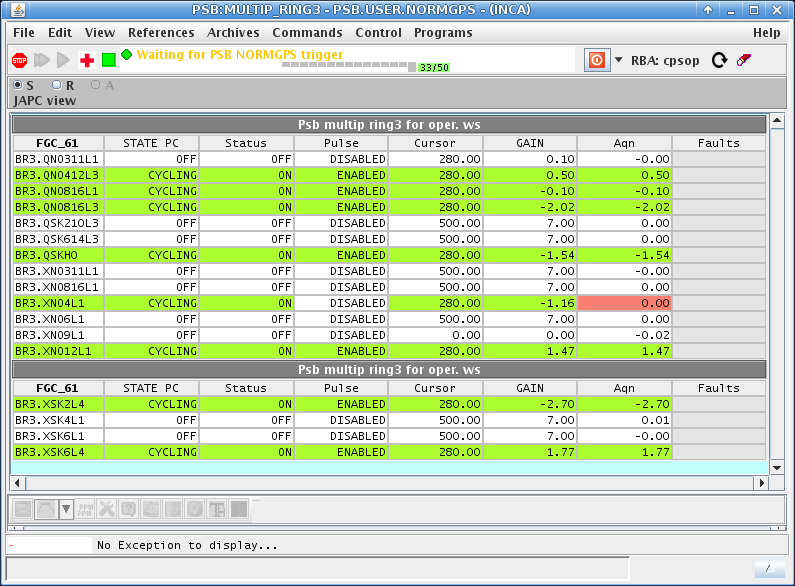 PSB:MULTIP_RING3 - PSB.USER.NORMGPS - (INCA)
File Edit View References Archives Commands Control Programs Help
STOP Waiting for PSB NORMGPS trigger 33/50 RBA: cpsop
S R A
JAPC view
Psb multip ring3 for oper. ws
FGC_61 STATE PC Status Pulse Cursor GAIN Aqn Faults
BR3.QNO311L1 OFF OFF DISABLED 280.00 0.10 -0.00
BR3.QNO412L3 CYCLING ON ENABLED 280.00 0.50 0.50
BR3.QNO816L1 CYCLING ON ENABLED 280.00 -0.10 -0.10
BR3.QNO816L3 CYCLING ON ENABLED 280.00 -2.02 -2.02
BR3.QSK210L3 OFF OFF DISABLED 500.00 7.00 0.00
BR3.QSK614L3 OFF OFF DISABLED 500.00 7.00 0.00
BR3.QSKHO CYCLING ON ENABLED 280.00 -1.54 -1.54
BR3.XNO311L1 OFF OFF DISABLED 280.00 7.00 -0.00
BR3.XNO816L1 OFF OFF DISABLED 280.00 7.00 0.00
BR3.XNO4L1 CYCLING ON DISABLED 280.00 -1.16 0.00
BR3.XNO6L1 OFF OFF DISABLED 500.00 7.00 0.00
BR3.XNO9L1 OFF OFF DISABLED 0.00 0.00 -0.02
BR3.XNO12L1 CYCLING ON ENABLED 280.00 1.47 1.47
Psb multip ring3 for oper. ws
FGC_61 STATE PC Status Pulse Cursor GAIN Aqn Faults
BR3.XSK2L4 CYCLING ON ENABLED 280.00 -2.70 -2.70
BR3.XSK4L1 OFF OFF DISABLED 500.00 7.00 0.01
BR3.XSK6L1 OFF OFF DISABLED 500.00 7.00 -0.00
BR3.XSK6L4 CYCLING ON ENABLED 280.00 1.77 1.77
- No Exception to display...